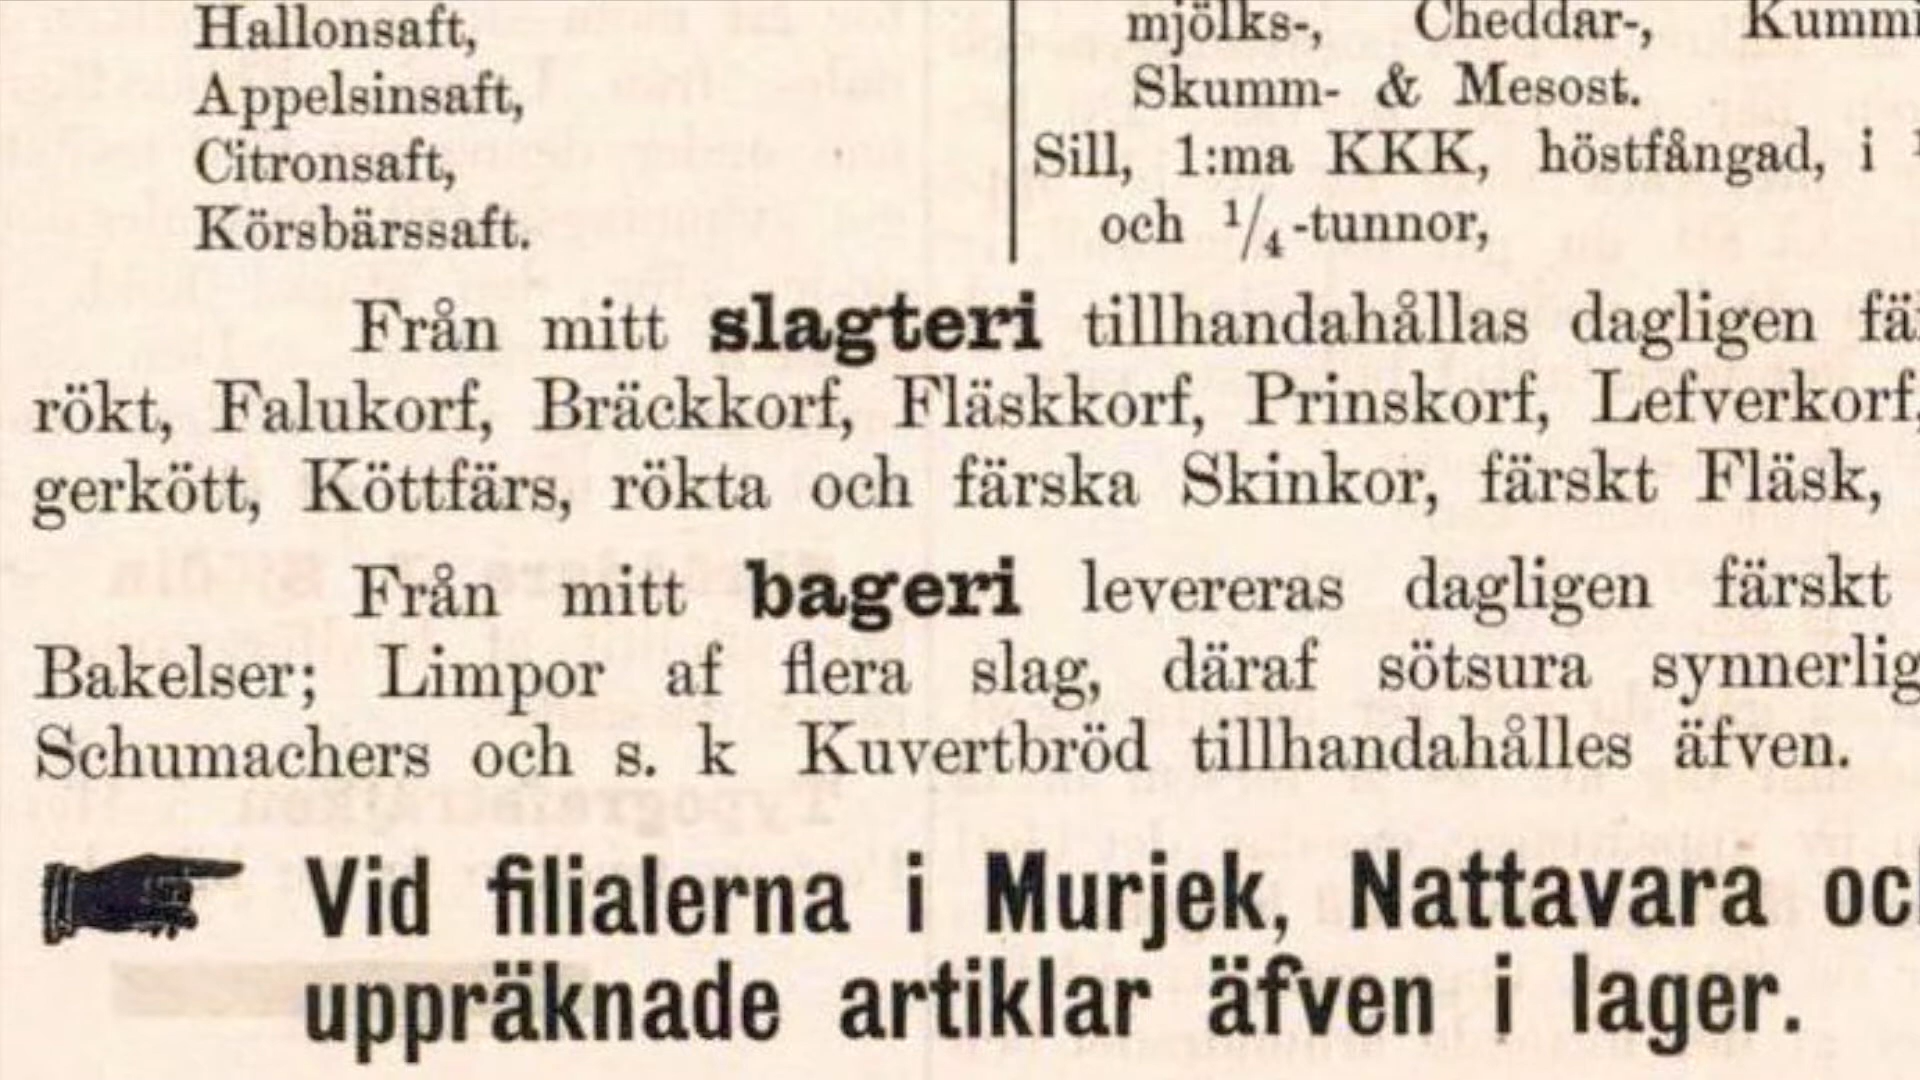 Hallonsaft,
Appelsinsaft,
Citronsaft,
Körsbärssaft.
mjölks-, Cheddar-, Kummi
Skumm- & Mesost.
Sill, 1:ma KKK, höstfångad, i
och 1/4-tunnor,
Från mitt slagteri tillhandahållas dagligen
rökt, Falukorf, Bräckkorf, Fläskkorf, Prinskorf, Lefverkorf,
gerkött, Köttfärs, rökta och färska Skinkor, färskt Fläsk,
Från mitt bageri levereras dagligen färskt
Bakelser; Limpor af flera slag, däraf sötsura synnerlig
Schumachers och s. k Kuvertbröd tillhandahålles äfven.
Vid filialerna i Murjek, Nattavara oc
uppräknade artiklar äfven i lager.